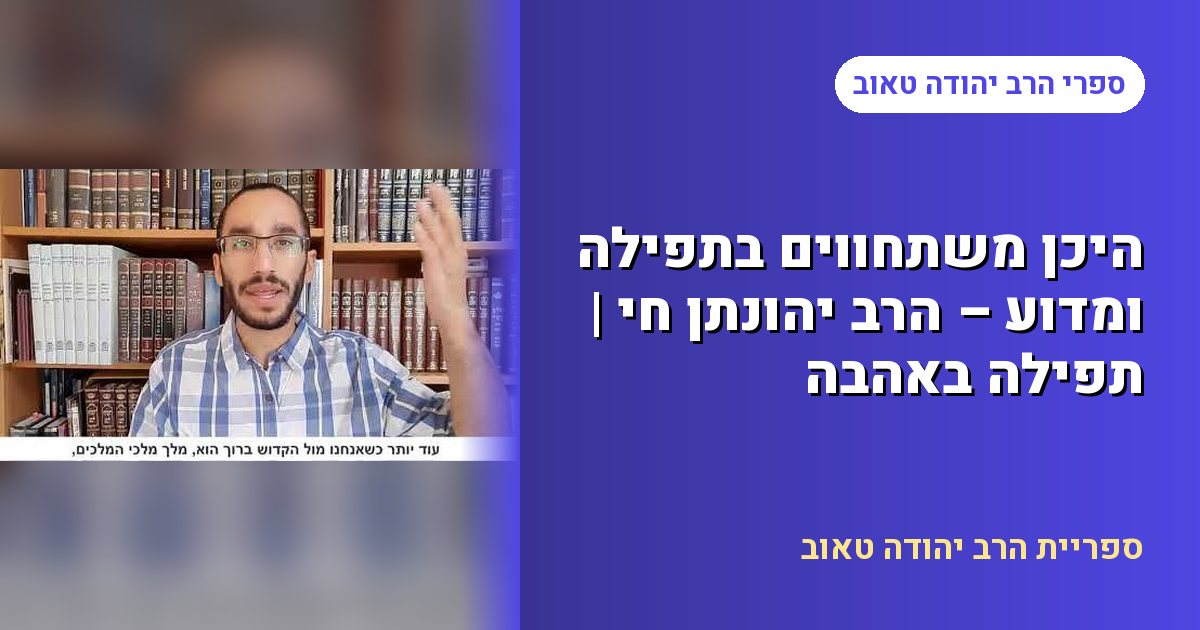 ספרי הרב יהודה טאוב
היכן משתחווים בתפילה
ומדוע – הרב יהונתן חי |
תפילה באהבה
עוד יותר כשאנחנו מול הקדוש ברוך הוא, מלך מלכי המלכים,
ספריית הרב יהודה טאוב